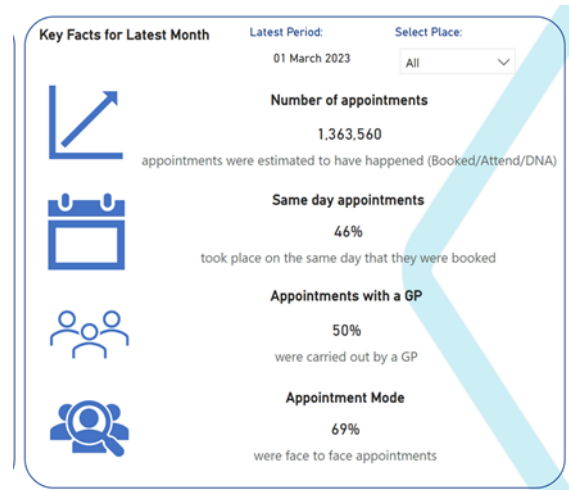 Key Facts for Latest Month
Latest Period:
Select Place:
01 March 2023
All
Number of appointments
1,363,560
appointments were estimated to have happened (Booked/Attend/DNA)
Same day appointments
46%
took place on the same day that they were booked
Appointments with a GP
50%
were carried out by a GP
Appointment Mode
69%
were face to face appointments